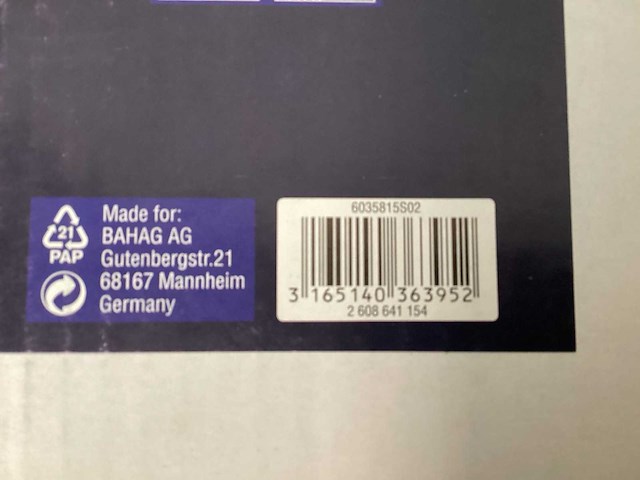 21
PAP
Made for:
BAHAG AG
Gutenbergstr.21
68167 Mannheim
Germany
6035815S02
3 165140 363952
2 608 641 154